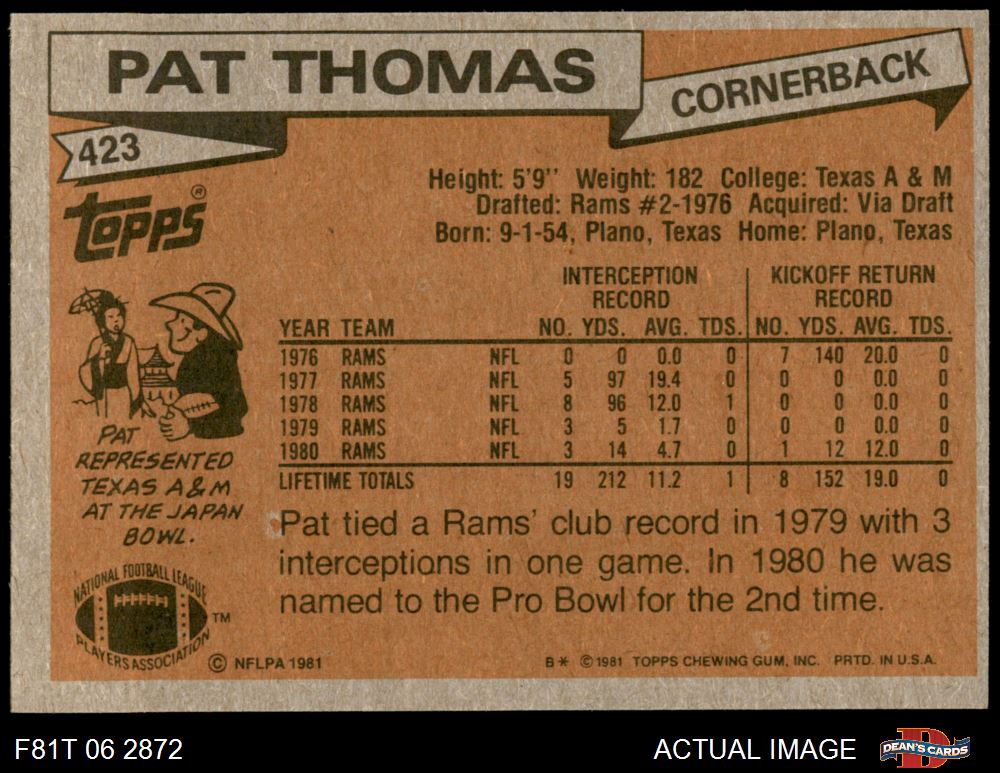 PAT THOMAS
CORNERBACK
423
TOPPS®
Height: 5'9'' Weight: 182 College: Texas A & M
Drafted: Rams #2-1976 Acquired: Via Draft
Born: 9-1-54, Plano, Texas Home: Plano, Texas
INTERCEPTION KICKOFF RETURN
RECORD RECORD
YEAR TEAM NO. YDS. AVG. TDS. NO. YDS. AVG. TDS.
1976 RAMS NFL 0 0 0.0 0 7 140 20.0 0
1977 RAMS NFL 5 97 19.4 0 0 0 0.0 0
1978 RAMS NFL 8 96 12.0 1 0 0 0.0 0
1979 RAMS NFL 3 5 1.7 0 0 0 0.0 0
1980 RAMS NFL 3 14 4.7 0 1 12 12.0 0
LIFETIME TOTALS 19 212 11.2 1 8 152 19.0 0
PAT
REPRESENTED
TEXAS A&M
AT THE JAPAN
BOWL.
Pat tied a Rams' club record in 1979 with 3
interceptions in one game. In 1980 he was
named to the Pro Bowl for the 2nd time.
NATIONAL FOOTBALL LEAGUE
PLAYERS ASSOCIATION
TM
© NFLPA 1981
B* © 1981 TOPPS CHEWING GUM, INC. PRTD. IN U.S.A.
F81T 06 2872
ACTUAL IMAGE
DEAN'S CARDS